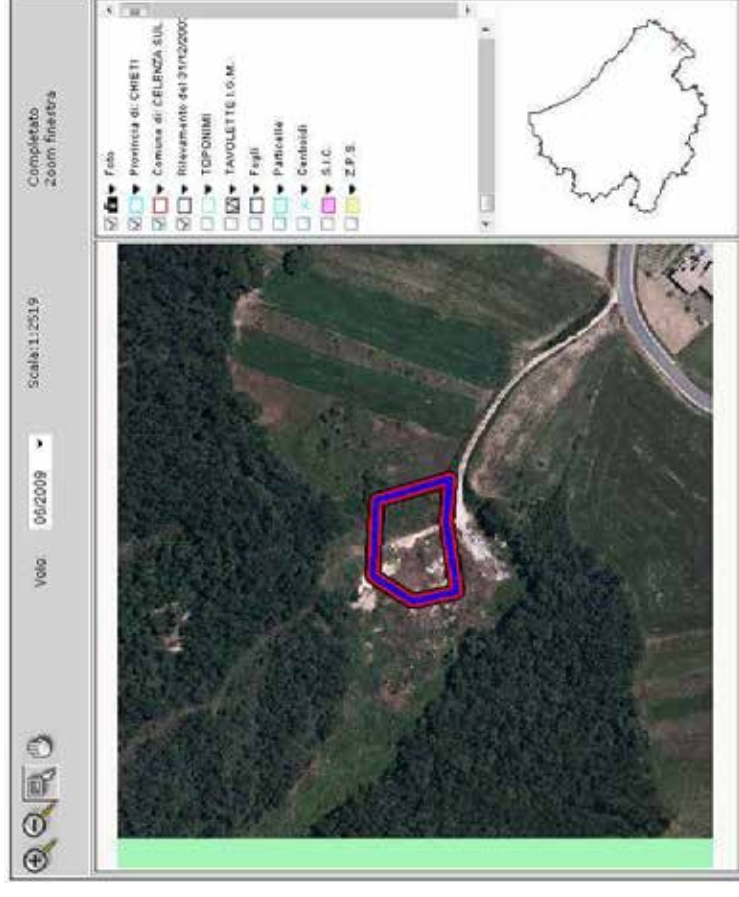 Volo: 06/2009 Scala:1:2519 Completato
Zoom finestra
Foto
Provincia di: CHIETI
Comune di: CELENZA SUL
Rilevamento del 31/12/200
TOPONIMI
TAVOLETTE I.G.M.
Fogli
Particelle
Centroidi
S.I.C.
Z.P.S.